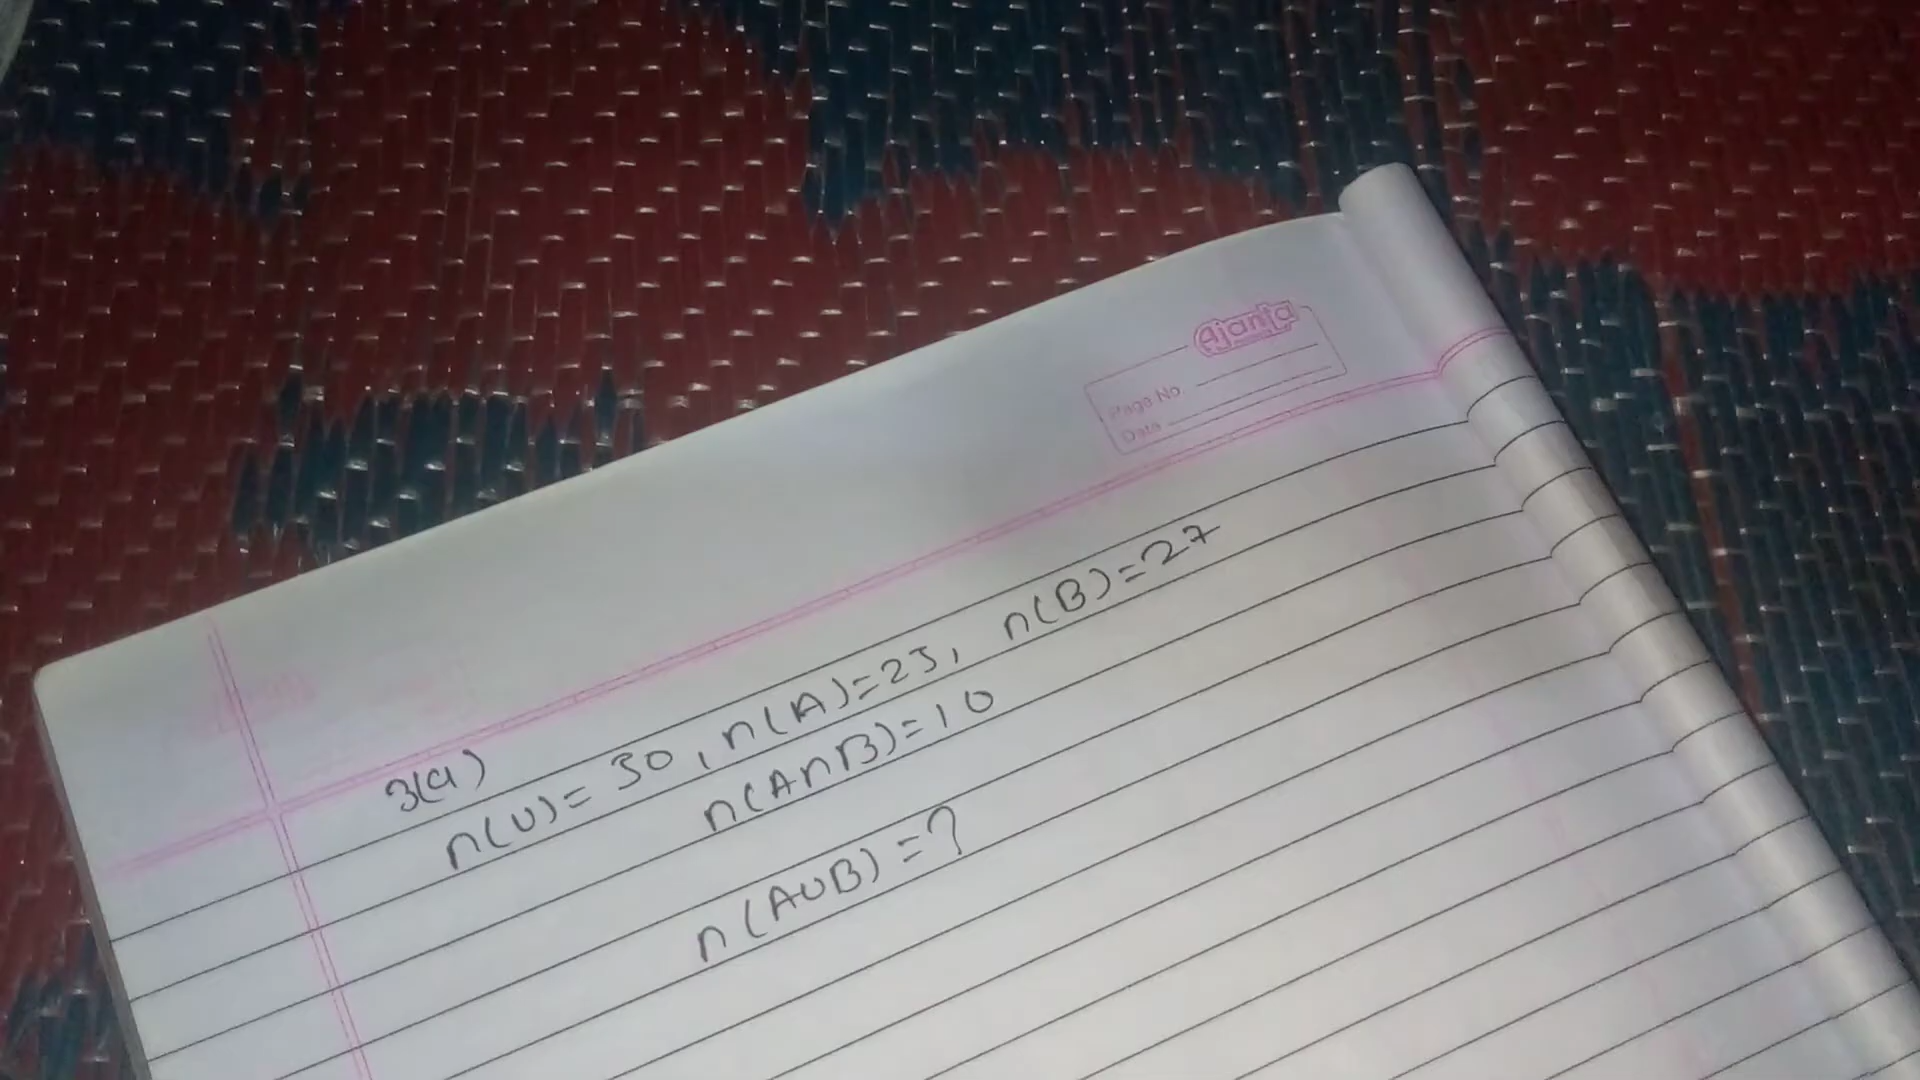 Ajanta
Page No
Date
3(a)
n(U)= 30, n(A)=25, n(B)=27
n(A∩B)=10
n(A∪B)=?